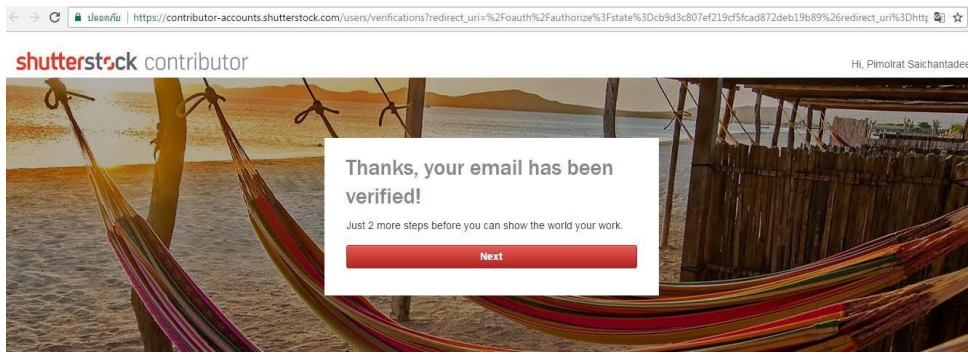 ปลอดภัย | https://contributor-accounts.shutterstock.com/users/verifications?redirect_uri=%2Foauth%2Fauthorize%3Fstate%3Dcb9d3c807ef219cf5fcad872deb19b89%26redirect_uri%3Dhttp
shutterstock contributor
Hi, Pimolrat Saichantadee
Thanks, your email has been
verified!
Just 2 more steps before you can show the world your work.
Next